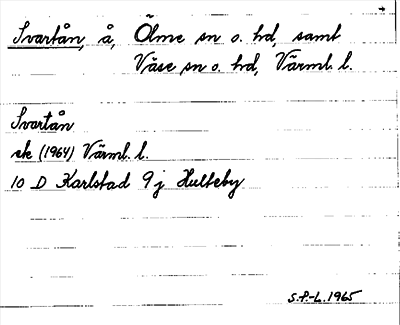 Svartån, å, Ölme sn o. hd, samt
Väse sn o. hd, Värml. l.
Svartån
ek (1964) Värml. l.
10 D Karlstad 9 j Hulteby
S.P-L. 1965